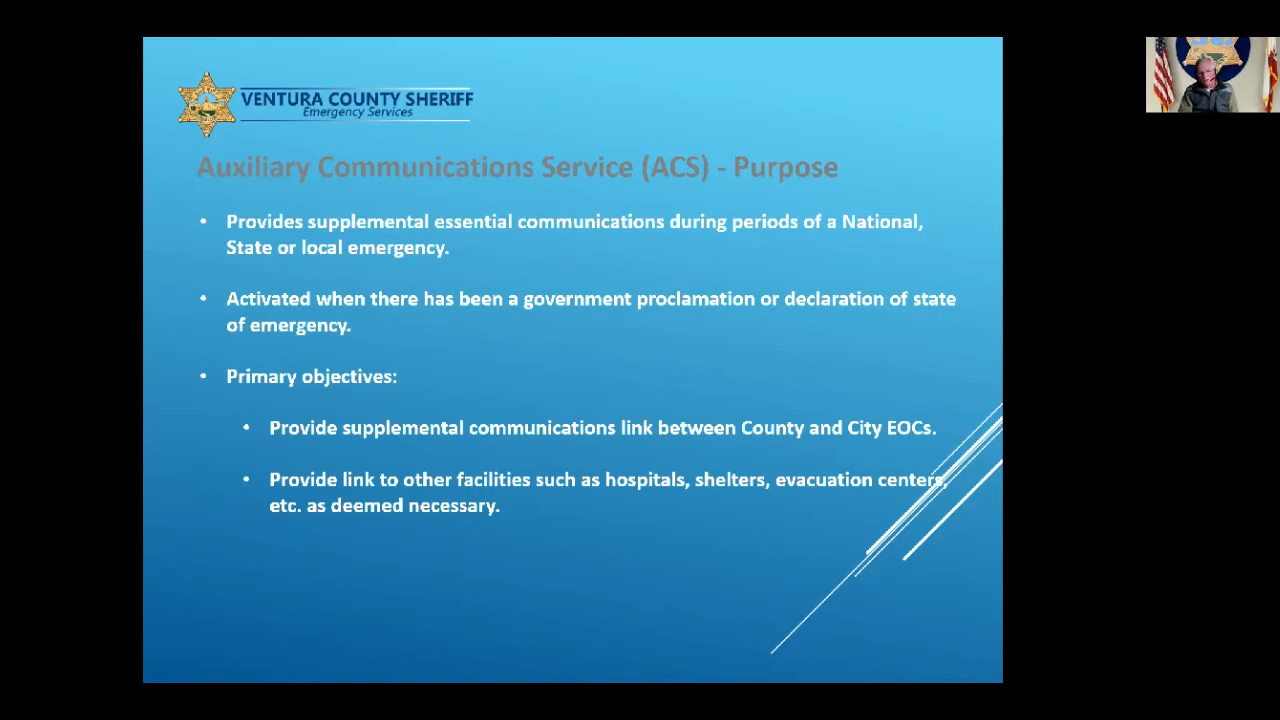 VENTURA COUNTY SHERIFF
Emergency Services
Auxiliary Communications Service (ACS) - Purpose
• Provides supplemental essential communications during periods of a National,
State or local emergency.
• Activated when there has been a government proclamation or declaration of state
of emergency.
• Primary objectives:
• Provide supplemental communications link between County and City EOCs.
• Provide link to other facilities such as hospitals, shelters, evacuation centers,
etc. as deemed necessary.